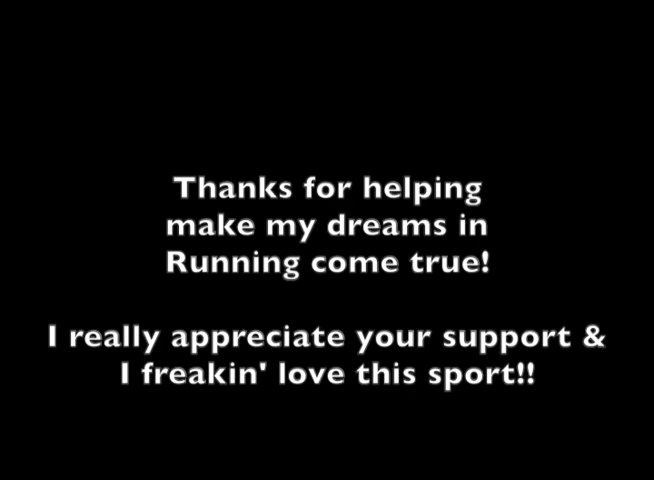 Thanks for helping
make my dreams in
Running come true!
I really appreciate your support &
I freakin' love this sport!!